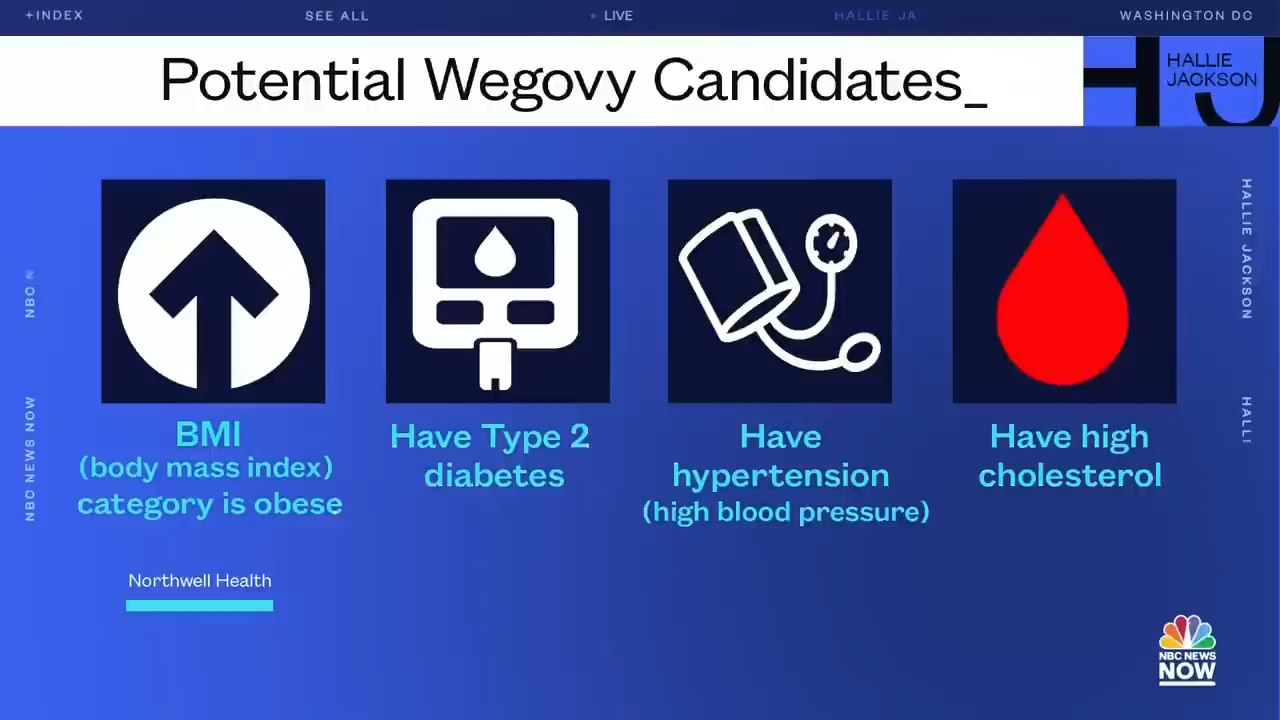 +INDEX
SEE ALL
• LIVE
HALLIE JA
WASHINGTON DC
Potential Wegovy Candidates_
HALLIE
JACKSON
HJ
BMI
(body mass index)
category is obese
Have Type 2
diabetes
Have
hypertension
(high blood pressure)
Have high
cholesterol
Northwell Health
NBC N
NBC NEWS NOW
HALLIE JACKSON
HALLI
NBC NEWS
NOW